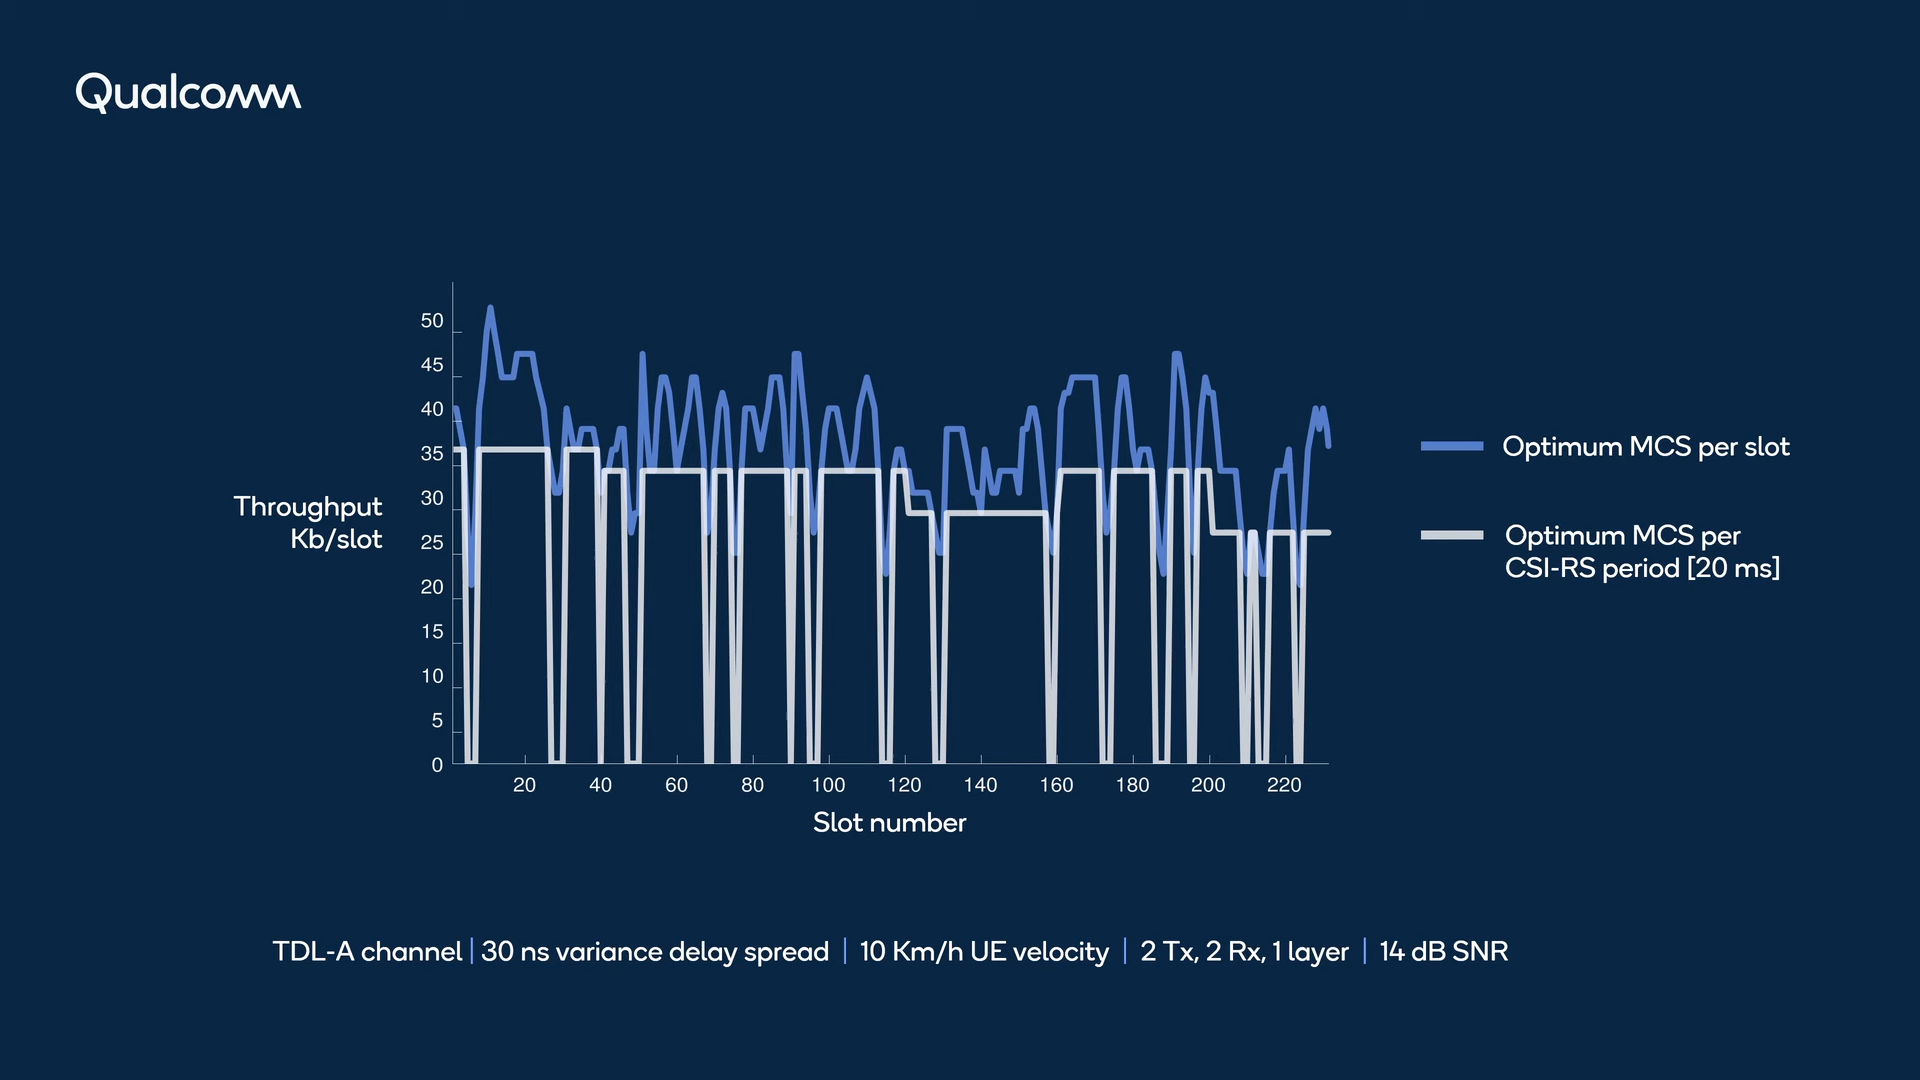 Qualcomm
50
45
40
35
30
25
20
15
10
5
0
Throughput
Kb/slot
20 40 60 80 100 120 140 160 180 200 220
Slot number
Optimum MCS per slot
Optimum MCS per
CSI-RS period [20 ms]
TDL-A channel | 30 ns variance delay spread | 10 Km/h UE velocity | 2 Tx, 2 Rx, 1 layer | 14 dB SNR